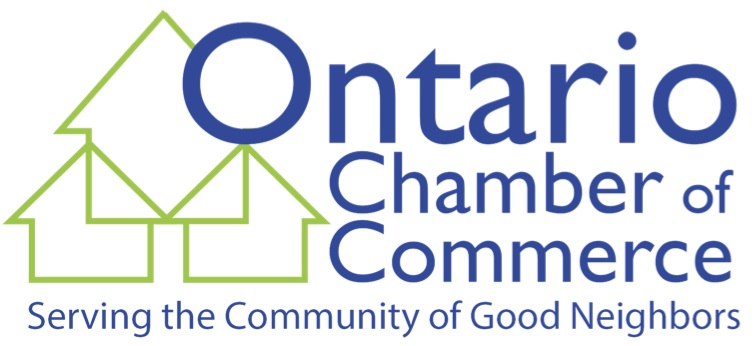 Ontario
Chamber of
Commerce
Serving the Community of Good Neighbors